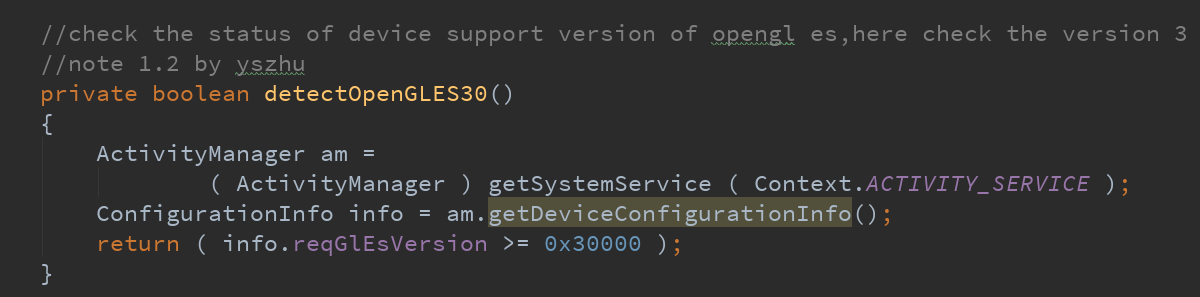 //check the status of device support version of opengl es,here check the version 3
//note 1.2 by yszhu
private boolean detectOpenGLES30()
{
    ActivityManager am =
            ( ActivityManager ) getSystemService ( Context.ACTIVITY_SERVICE );
    ConfigurationInfo info = am.getDeviceConfigurationInfo();
    return ( info.reqGlEsVersion >= 0x30000 );
}